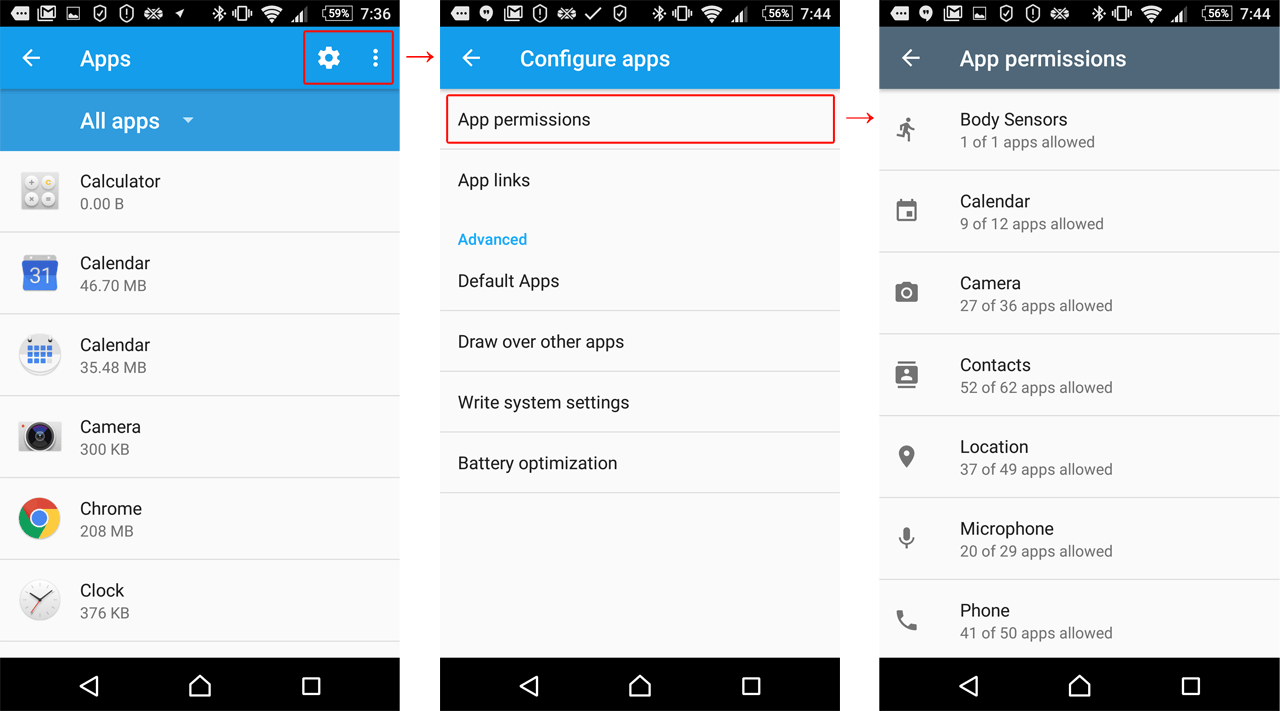 59% 7:36
Apps
All apps
Calculator
0.00 B
31
Calendar
46.70 MB
Calendar
35.48 MB
Camera
300 KB
Chrome
208 MB
Clock
376 KB
56% 7:44
Configure apps
App permissions
App links
Advanced
Default Apps
Draw over other apps
Write system settings
Battery optimization
56% 7:44
App permissions
Body Sensors
1 of 1 apps allowed
Calendar
9 of 12 apps allowed
Camera
27 of 36 apps allowed
Contacts
52 of 62 apps allowed
Location
37 of 49 apps allowed
Microphone
20 of 29 apps allowed
Phone
41 of 50 apps allowed